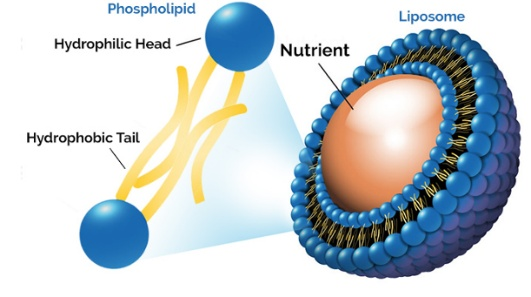 Phospholipid
Hydrophilic Head
Hydrophobic Tail
Liposome
Nutrient